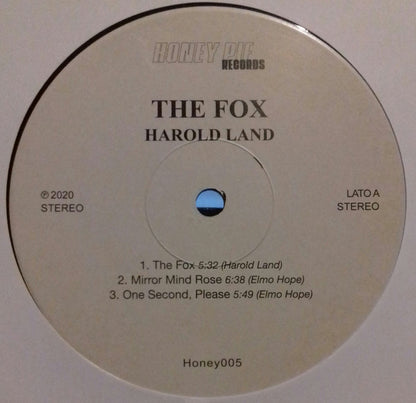 HONEY PIE
RECORDS
THE FOX
HAROLD LAND
℗ 2020
STEREO
LATO A
STEREO
1. The Fox 5:32 (Harold Land)
2. Mirror Mind Rose 6:38 (Elmo Hope)
3. One Second, Please 5:49 (Elmo Hope)
Honey005